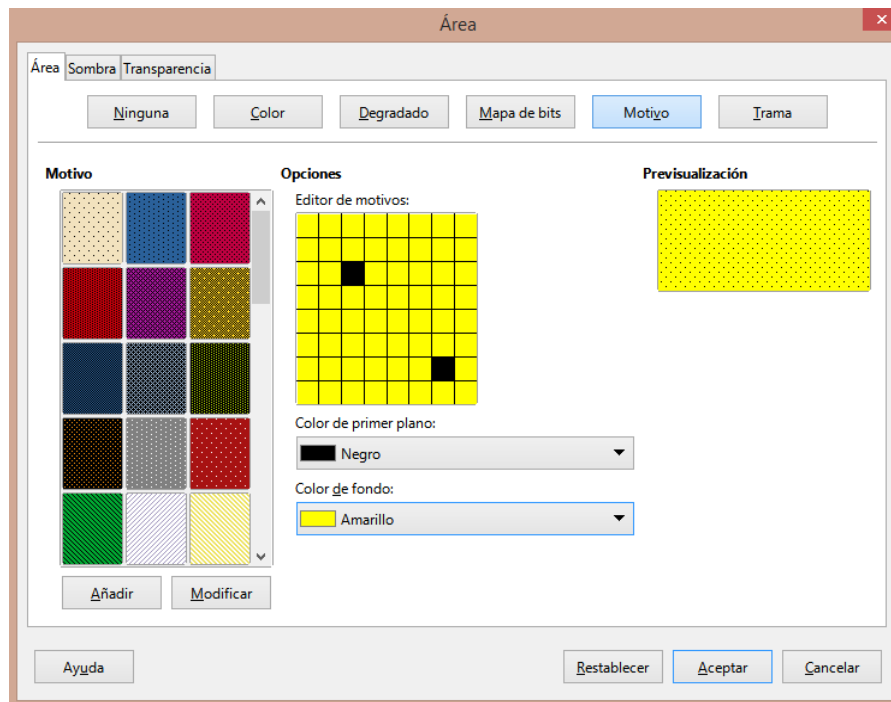 Área
Área Sombra Transparencia
Ninguna Color Degradado Mapa de bits Motivo Trama
Motivo Opciones Previsualización
Editor de motivos:
Color de primer plano:
Negro
Color de fondo:
Amarillo
Añadir Modificar
Ayuda Restablecer Aceptar Cancelar